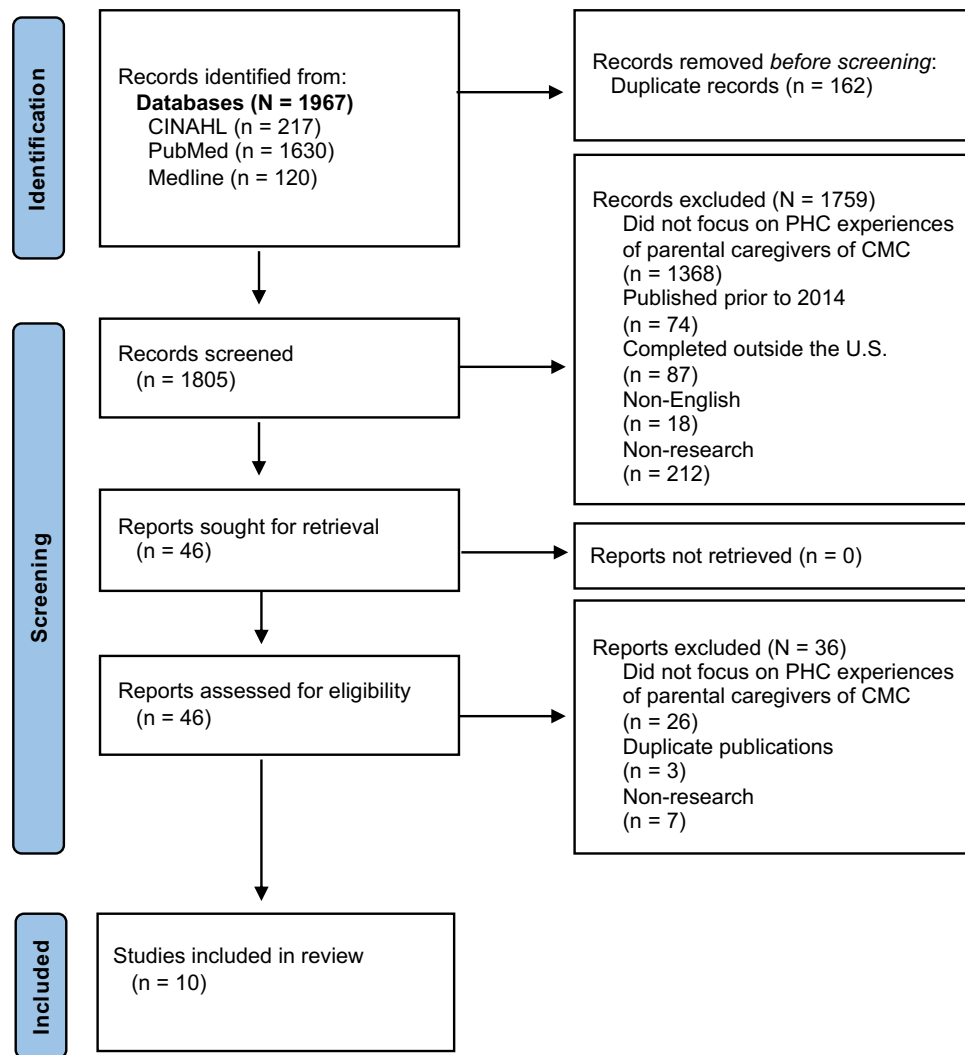 Identification
Records identified from:
Databases (N = 1967)
CINAHL (n = 217)
PubMed (n = 1630)
Medline (n = 120)
Records removed before screening:
Duplicate records (n = 162)
Screening
Records screened
(n = 1805)
Records excluded (N = 1759)
Did not focus on PHC experiences
of parental caregivers of CMC
(n = 1368)
Published prior to 2014
(n = 74)
Completed outside the U.S.
(n = 87)
Non-English
(n = 18)
Non-research
(n = 212)
Reports sought for retrieval
(n = 46)
Reports not retrieved (n = 0)
Reports assessed for eligibility
(n = 46)
Reports excluded (N = 36)
Did not focus on PHC experiences
of parental caregivers of CMC
(n = 26)
Duplicate publications
(n = 3)
Non-research
(n = 7)
Included
Studies included in review
(n = 10)